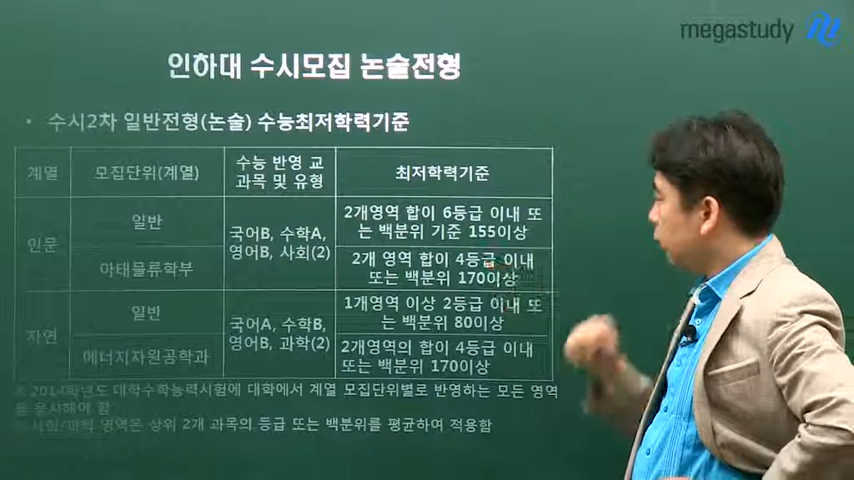 megastudy
인하대 수시모집 논술전형
• 수시2차 일반전형(논술) 수능최저학력기준
계열 모집단위(계열) 수능 반영 교
과목 및 유형 최저학력기준
인문 일반 국어B, 수학A,
영어B, 사회(2) 2개영역 합이 6등급 이내 또
는 백분위 기준 155이상
아태물류학부 2개 영역 합이 4등급 이내
또는 백분위 170이상
자연 일반 국어A, 수학B,
영어B, 과학(2) 1개영역 이상 2등급 이내 또
는 백분위 80이상
에너지자원공학과 2개영역의 합이 4등급 이내
또는 백분위 170이상
※ 2014학년도 대학수학능력시험에 대학에서 계열 모집단위별로 반영하는 모든 영역
을 응시해야 함
영역은 상위 2개 과목의 등급 또는 백분위를 평균하여 적용함